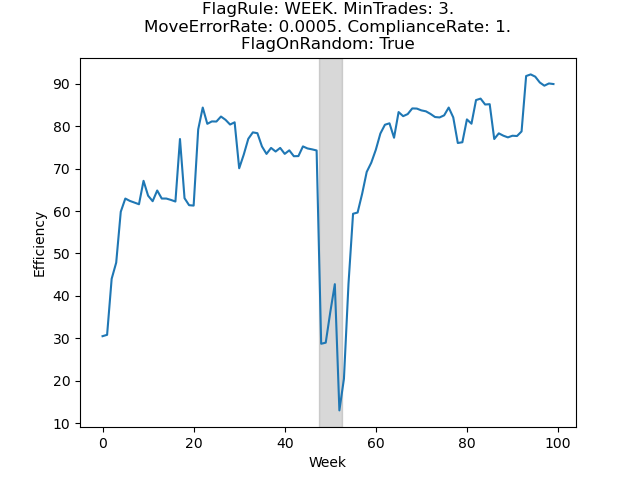 FlagRule: WEEK. MinTrades: 3.
MoveErrorRate: 0.0005. ComplianceRate: 1.
FlagOnRandom: True
90
80
70
60
50
40
30
20
10
Efficiency
0 20 40 60 80 100
Week